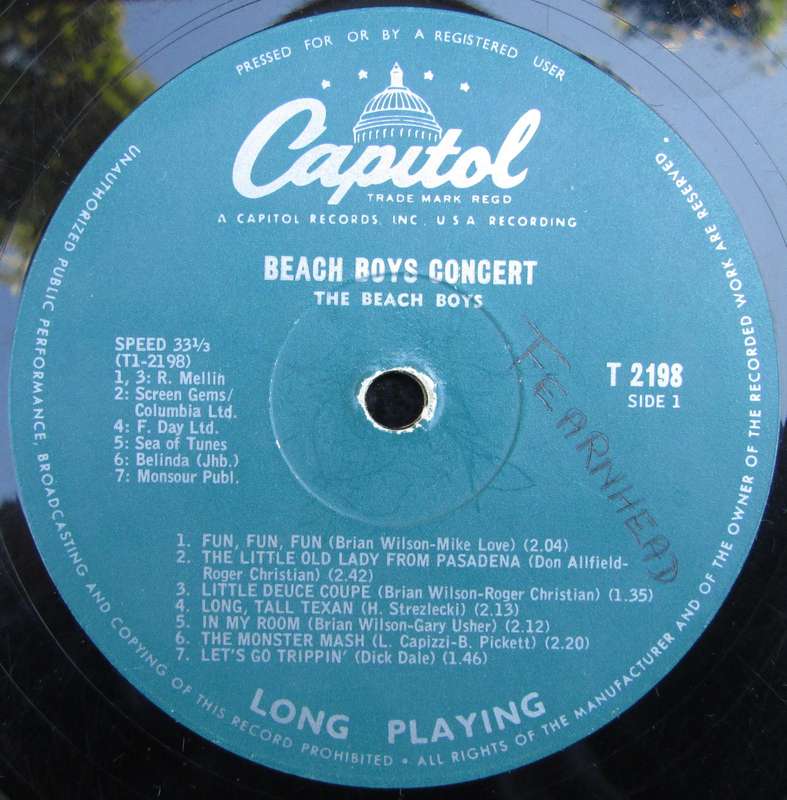 PRESSED FOR OR BY A REGISTERED USER
Capitol
TRADE MARK REGD
A CAPITOL RECORDS, INC., U S A RECORDING
BEACH BOYS CONCERT
THE BEACH BOYS
SPEED 33⅓
(T1-2198)
1, 3: R. Mellin
2: Screen Gems/
Columbia Ltd.
4: F. Day Ltd.
5: Sea of Tunes
6: Belinda (Jhb.)
7: Monsour Publ.
T 2198
SIDE 1
FEARNHEAD
1. FUN, FUN, FUN (Brian Wilson-Mike Love) (2.04)
2. THE LITTLE OLD LADY FROM PASADENA (Don Allfield-
Roger Christian) (2.42)
3. LITTLE DEUCE COUPE (Brian Wilson-Roger Christian) (1.35)
4. LONG, TALL TEXAN (H. Strezlecki) (2.13)
5. IN MY ROOM (Brian Wilson-Gary Usher) (2.12)
6. THE MONSTER MASH (L. Capizzi-B. Pickett) (2.20)
7. LET'S GO TRIPPIN' (Dick Dale) (1.46)
LONG PLAYING
UNAUTHORIZED PUBLIC PERFORMANCE, BROADCASTING AND COPYING OF THIS RECORD PROHIBITED • ALL RIGHTS OF THE MANUFACTURER AND OF THE OWNER OF THE RECORDED WORK ARE RESERVED •